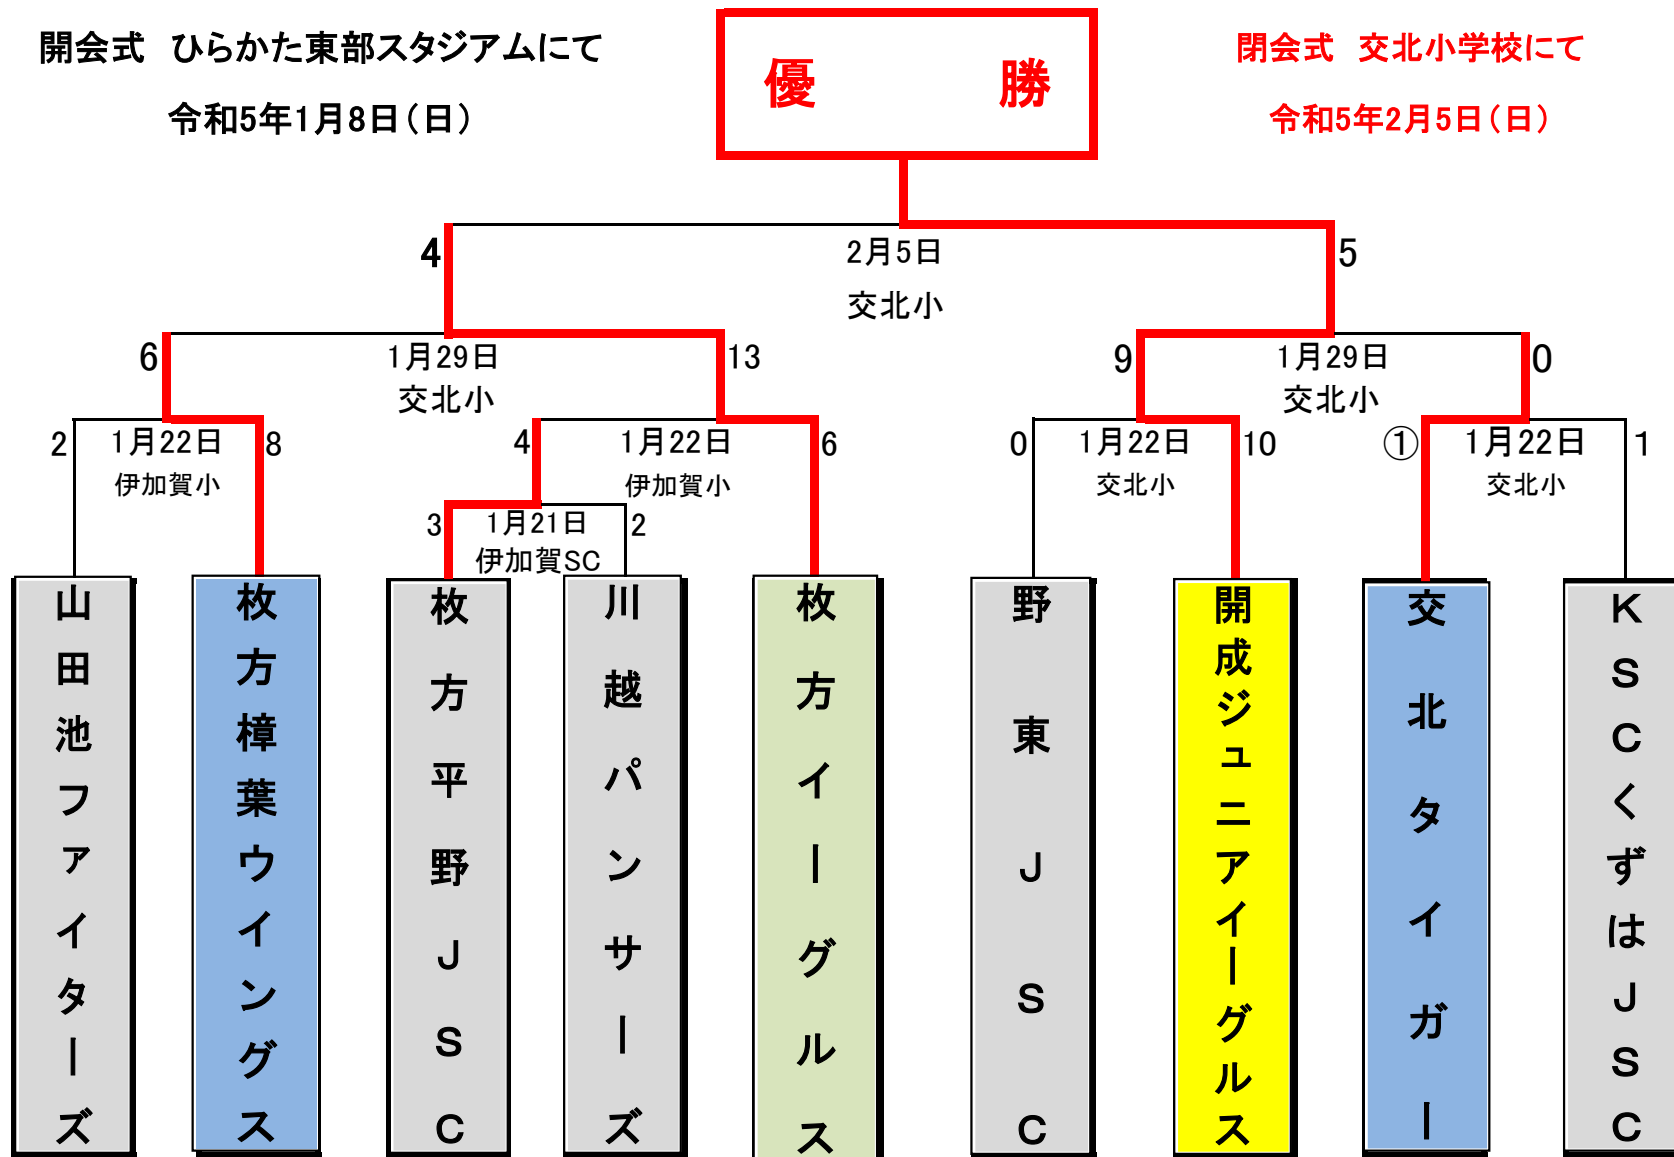 開会式　ひらかた東部スタジアムにて
令和5年1月8日（日）
優　勝
閉会式　交北小学校にて
令和5年2月5日（日）
4
2月5日
交北小
5
6
1月29日
交北小
13
9
1月29日
交北小
0
2
1月22日
伊加賀小
8
4
1月22日
伊加賀小
6
0
1月22日
交北小
10
①
1月22日
交北小
1
3
1月21日
伊加賀SC
2
山田池ファイターズ
枚方樟葉ウイングス
枚方平野ＪＳＣ
川越パンサーズ
枚方イーグルス
野東ＪＳＣ
開成ジュニアイーグルス
交北タイガー
ＫＳＣくずはＪＳＣ